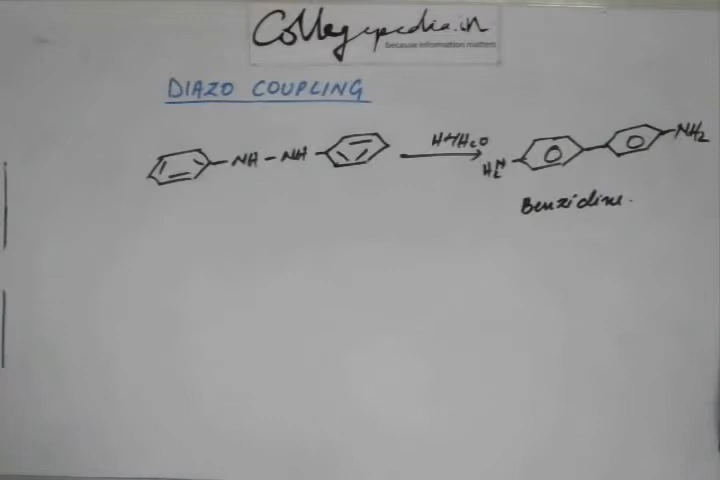 Collegepedia.in
because information matters
DIAZO COUPLING
NH - NH
H+/H2O
H2N
NH2
Benzidine.